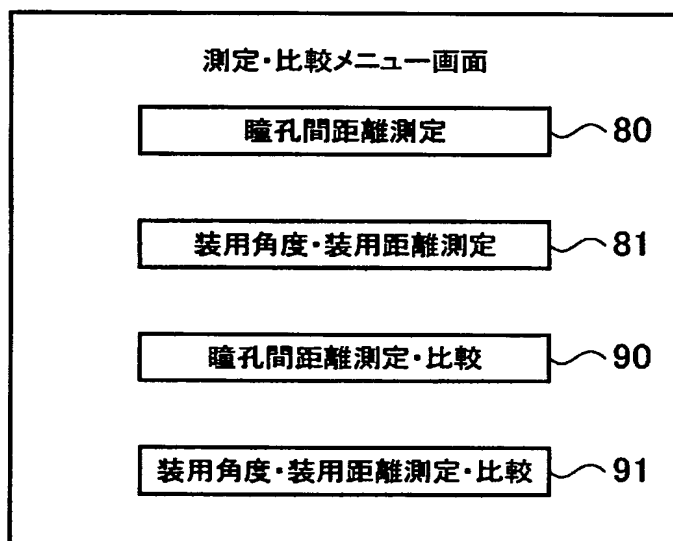 測定・比較メニュー画面
瞳孔間距離測定 80
装用角度・装用距離測定 81
瞳孔間距離測定・比較 90
装用角度・装用距離測定・比較 91